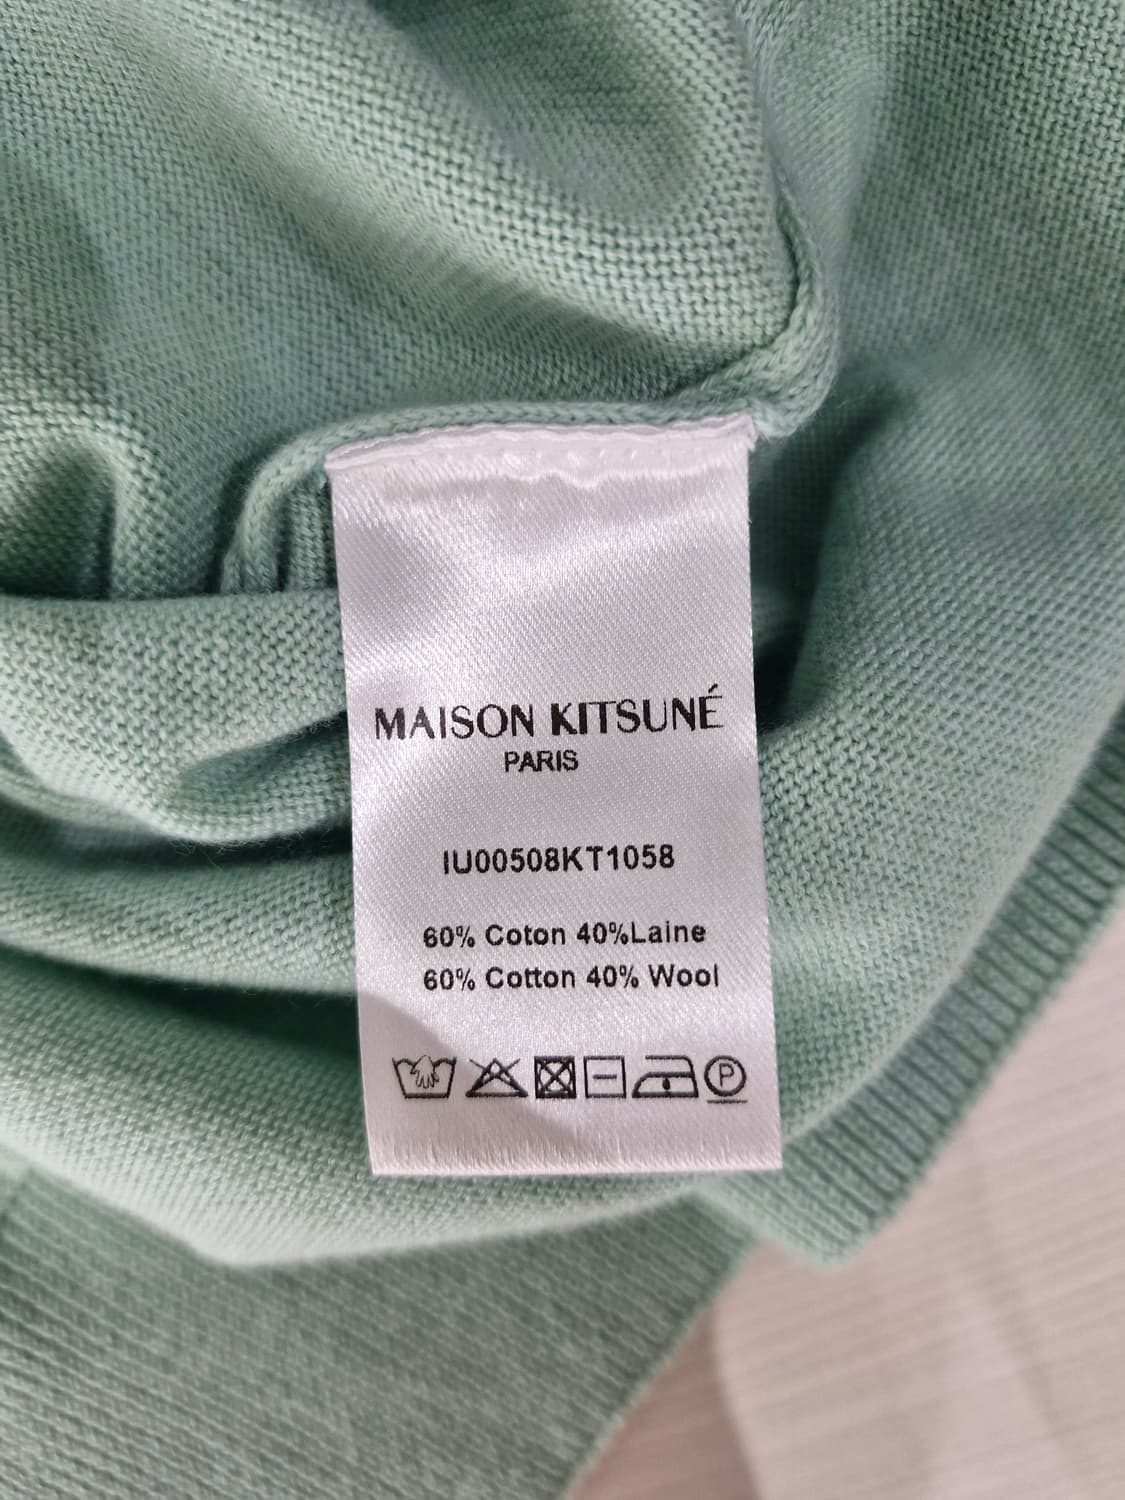 MAISON KITSUNÉ
PARIS
IU00508KT1058
60% Coton 40%Laine
60% Cotton 40% Wool
P